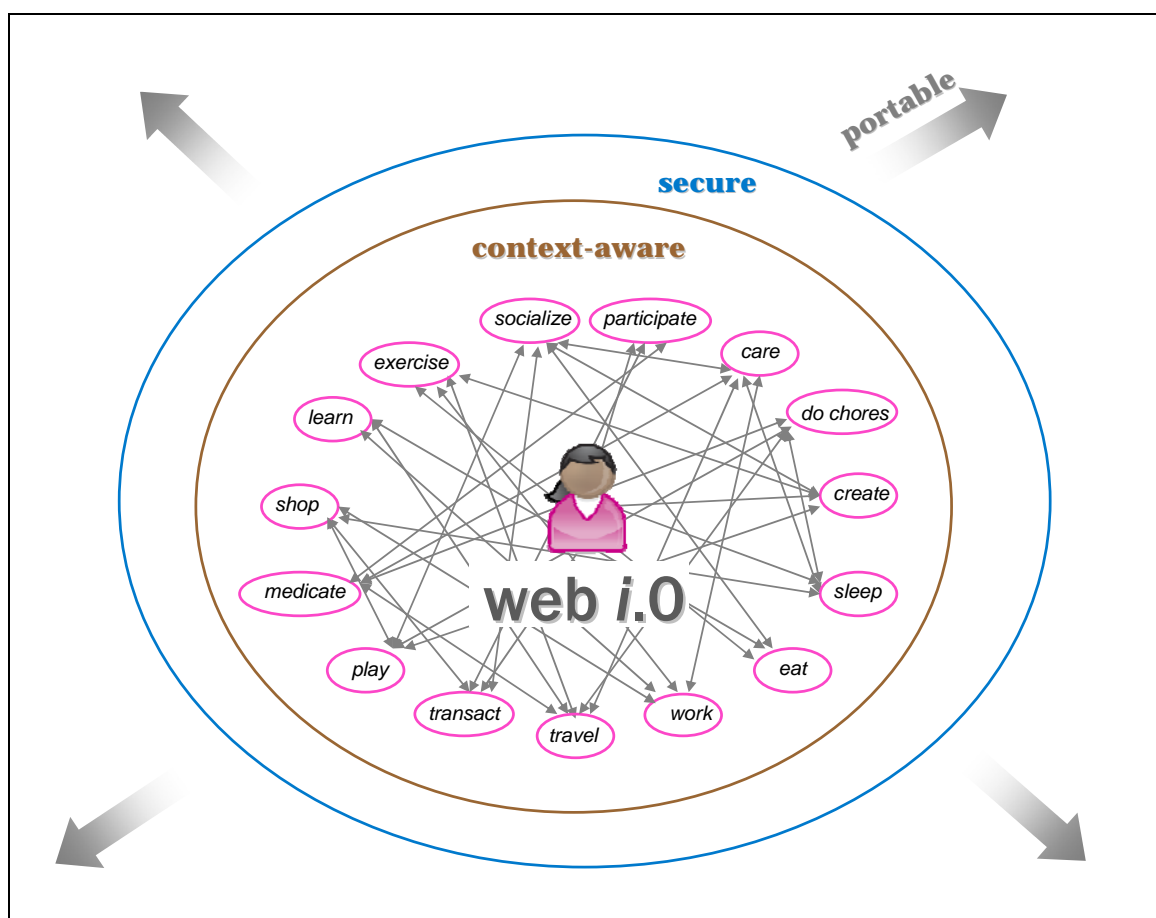 portable
secure
context-aware
socialize
participate
care
exercise
do chores
learn
create
shop
sleep
medicate
web i.0
eat
play
work
transact
travel